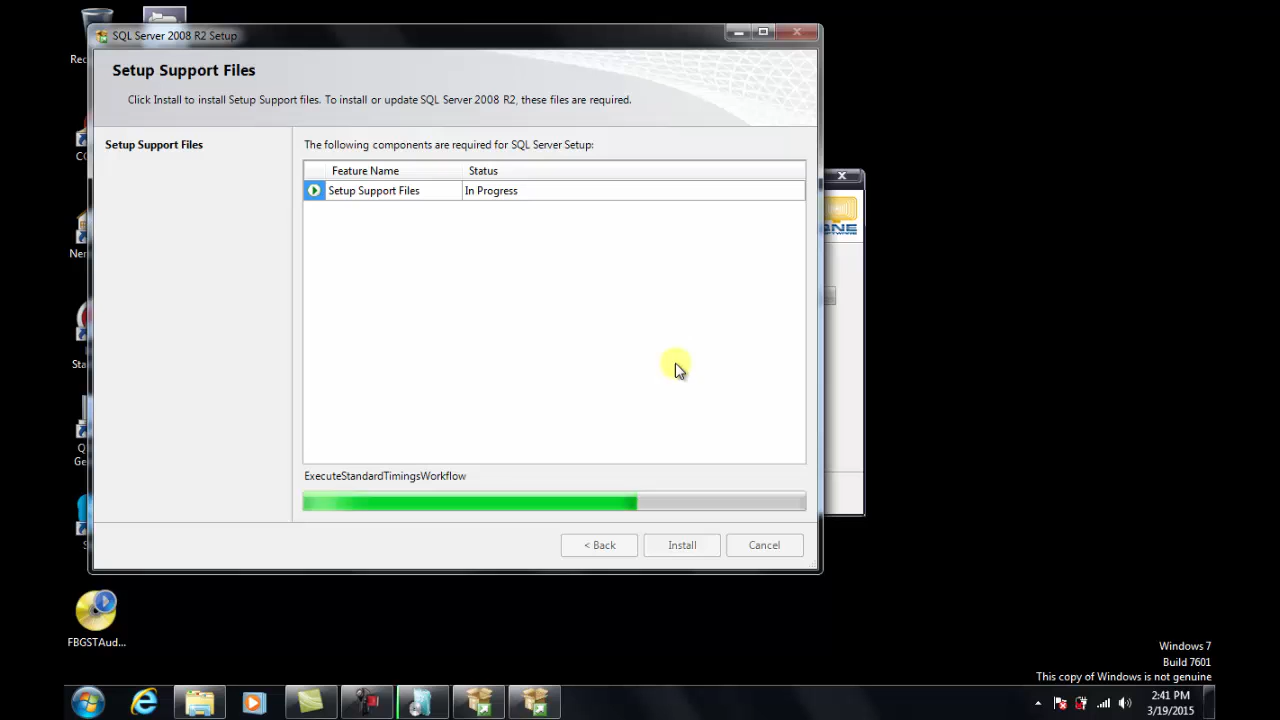 SQL Server 2008 R2 Setup
Setup Support Files
Click Install to install Setup Support files. To install or update SQL Server 2008 R2, these files are required.
Setup Support Files
The following components are required for SQL Server Setup:
Feature Name Status
Setup Support Files In Progress
X
ExecuteStandardTimingsWorkflow
< Back Install Cancel
FBGSTAud...
Windows 7
Build 7601
This copy of Windows is not genuine
2:41 PM
3/19/2015